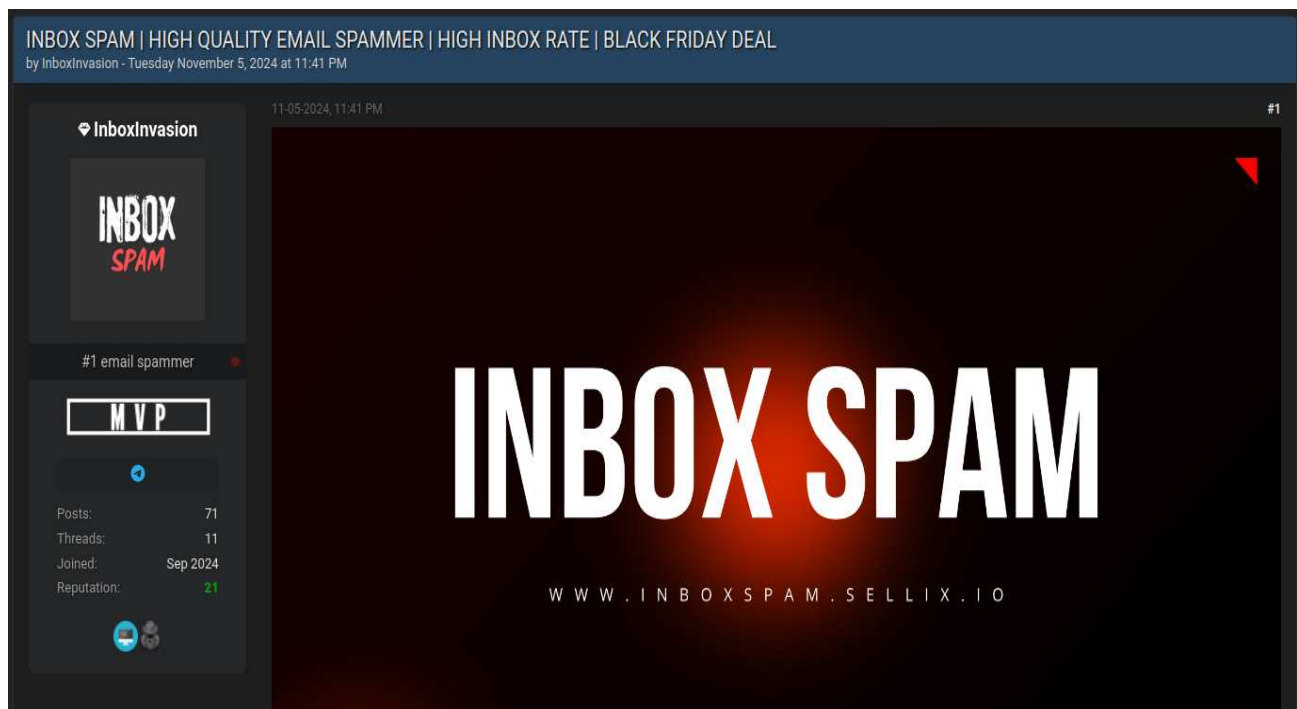 INBOX SPAM | HIGH QUALITY EMAIL SPAMMER | HIGH INBOX RATE | BLACK FRIDAY DEAL
by InboxInvasion - Tuesday November 5, 2024 at 11:41 PM
InboxInvasion
INBOX
SPAM
#1 email spammer
MVP
Posts: 71
Threads: 11
Joined: Sep 2024
Reputation: 21
11-05-2024, 11:41 PM
#1
INBOX SPAM
WWW.INBOXSPAM.SELLIX.IO